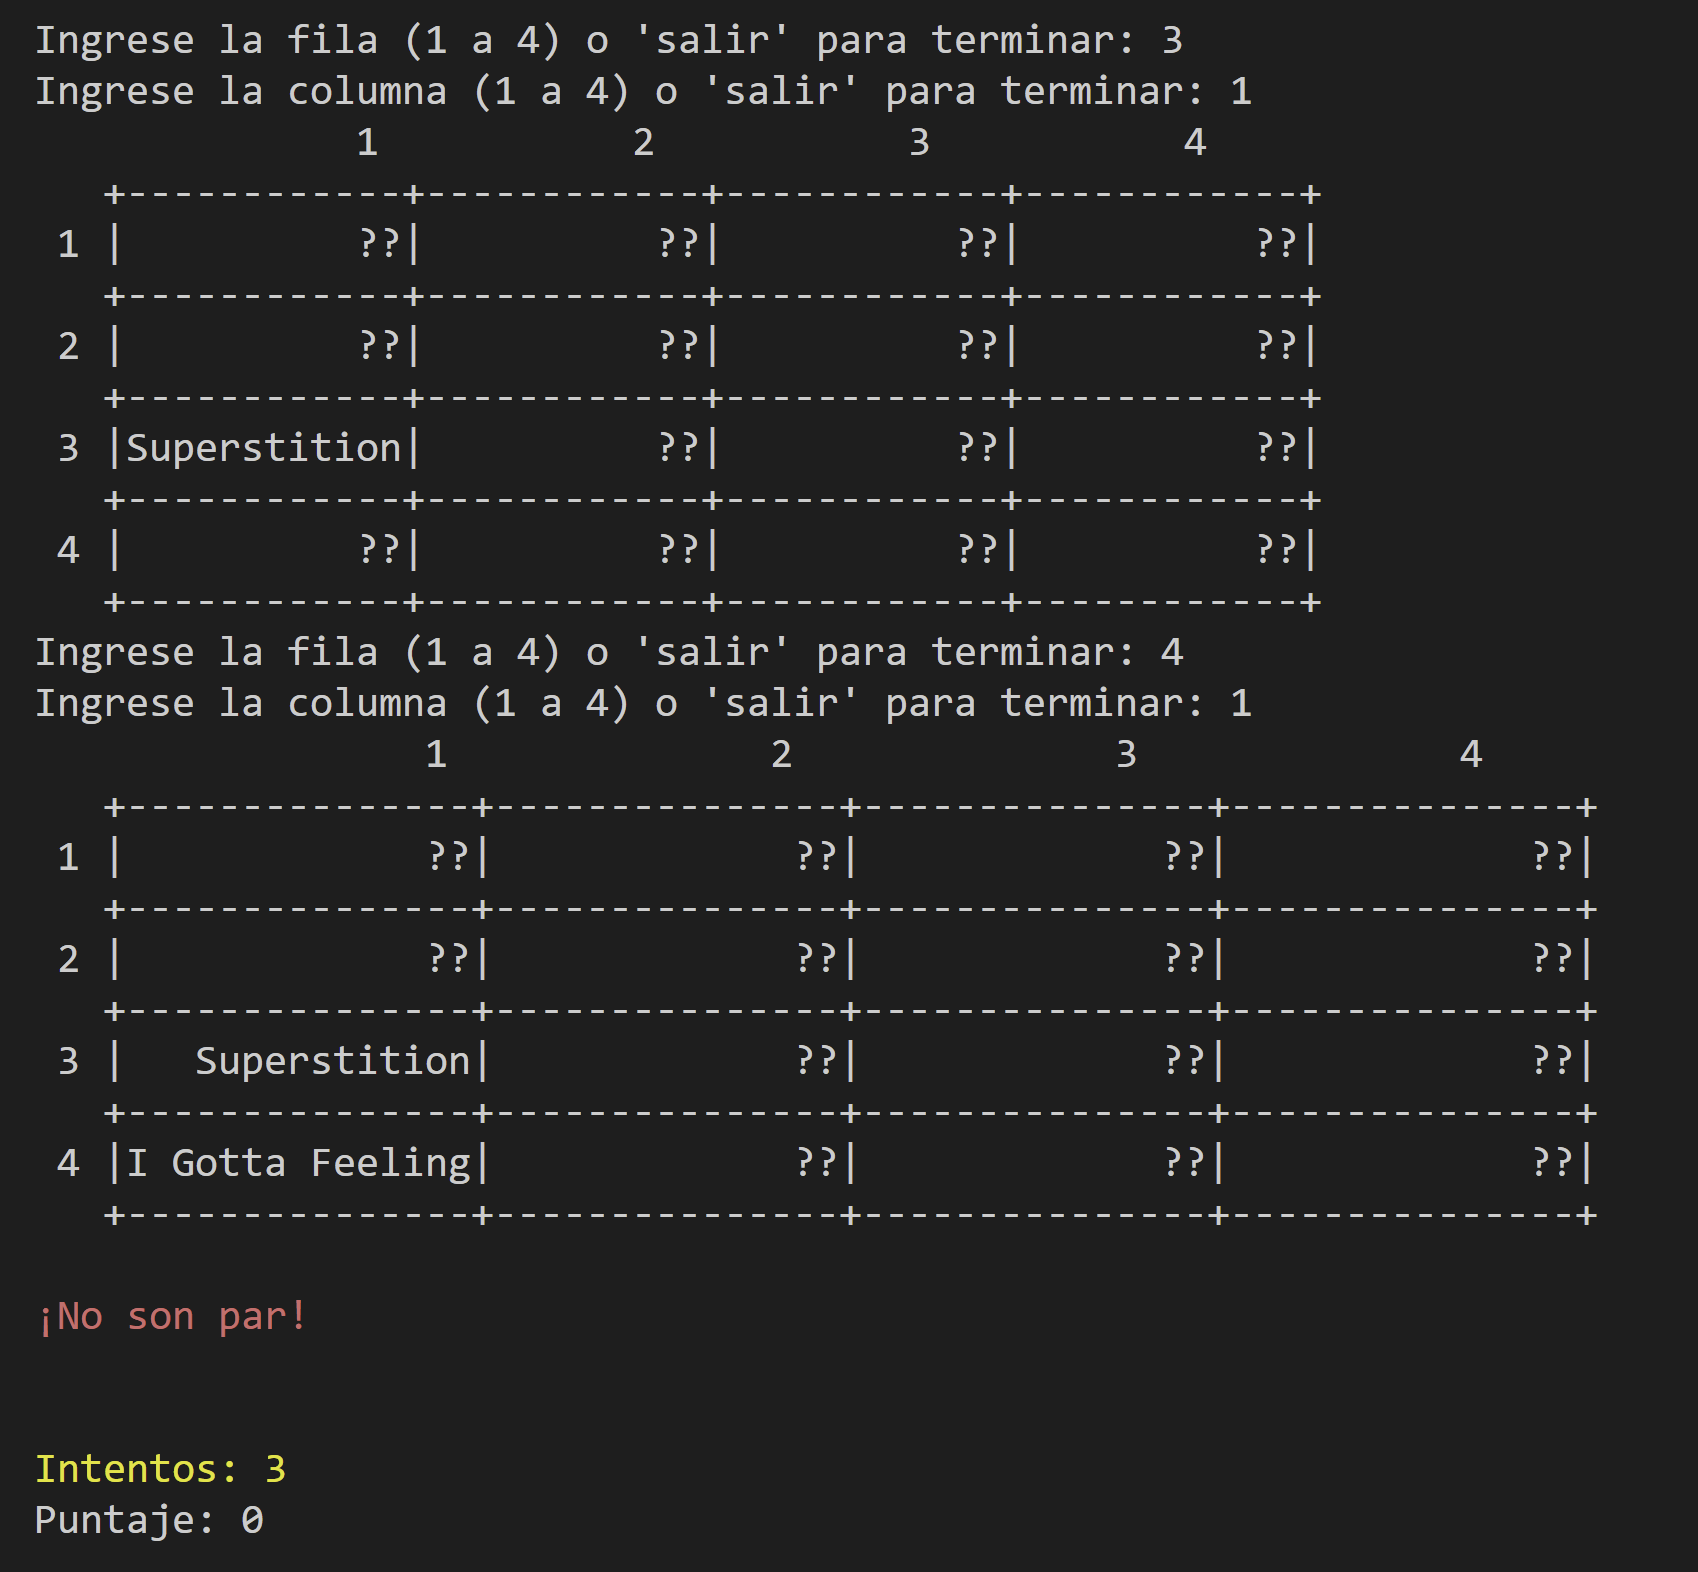 Ingrese la fila (1 a 4) o 'salir' para terminar: 3
Ingrese la columna (1 a 4) o 'salir' para terminar: 1
              1           2           3           4
   +------------+------------+------------+------------+
 1 |          ??|          ??|          ??|          ??|
   +------------+------------+------------+------------+
 2 |          ??|          ??|          ??|          ??|
   +------------+------------+------------+------------+
 3 |Superstition|          ??|          ??|          ??|
   +------------+------------+------------+------------+
 4 |          ??|          ??|          ??|          ??|
   +------------+------------+------------+------------+
Ingrese la fila (1 a 4) o 'salir' para terminar: 4
Ingrese la columna (1 a 4) o 'salir' para terminar: 1
                 1              2              3              4
   +---------------+---------------+---------------+---------------+
 1 |             ??|             ??|             ??|             ??|
   +---------------+---------------+---------------+---------------+
 2 |             ??|             ??|             ??|             ??|
   +---------------+---------------+---------------+---------------+
 3 |   Superstition|             ??|             ??|             ??|
   +---------------+---------------+---------------+---------------+
 4 |I Gotta Feeling|             ??|             ??|             ??|
   +---------------+---------------+---------------+---------------+
¡No son par!
Intentos: 3
Puntaje: 0